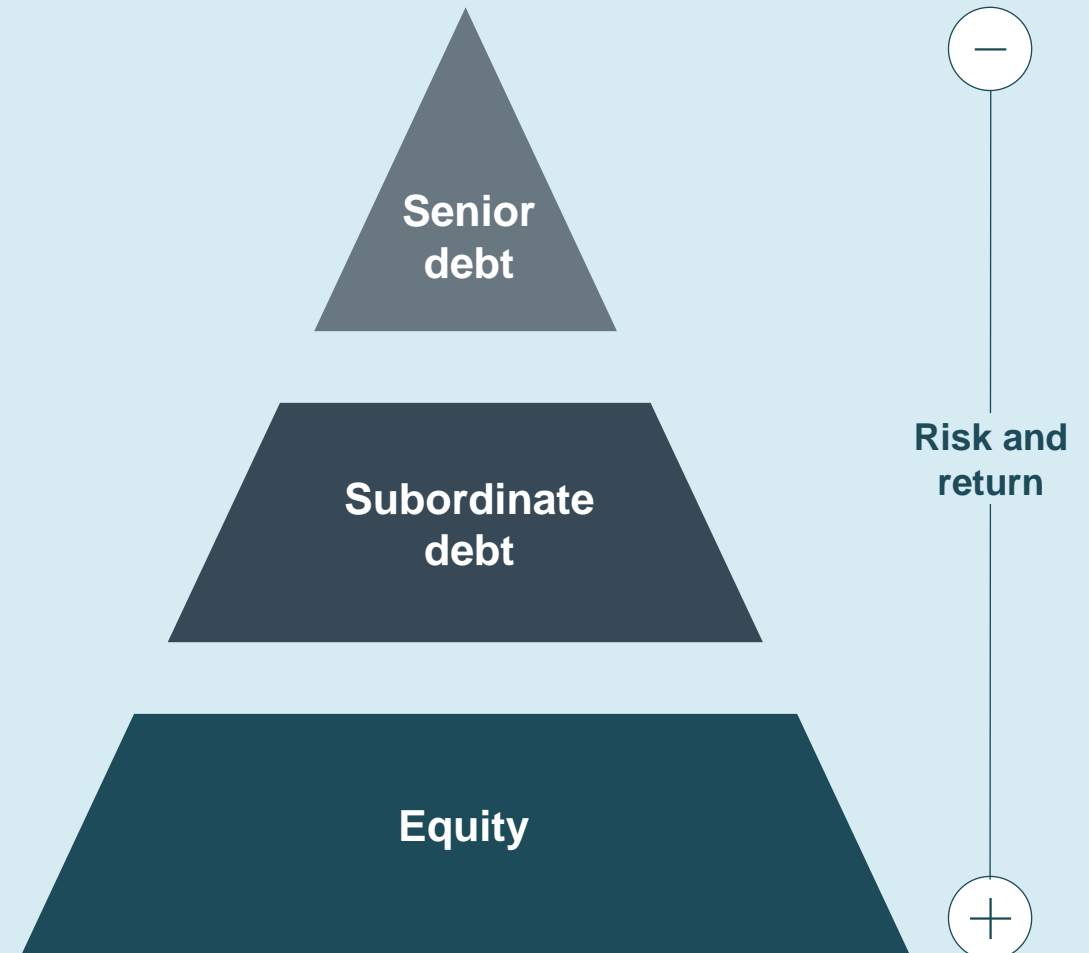 Senior
debt
Risk and
return
Subordinate
debt
Equity